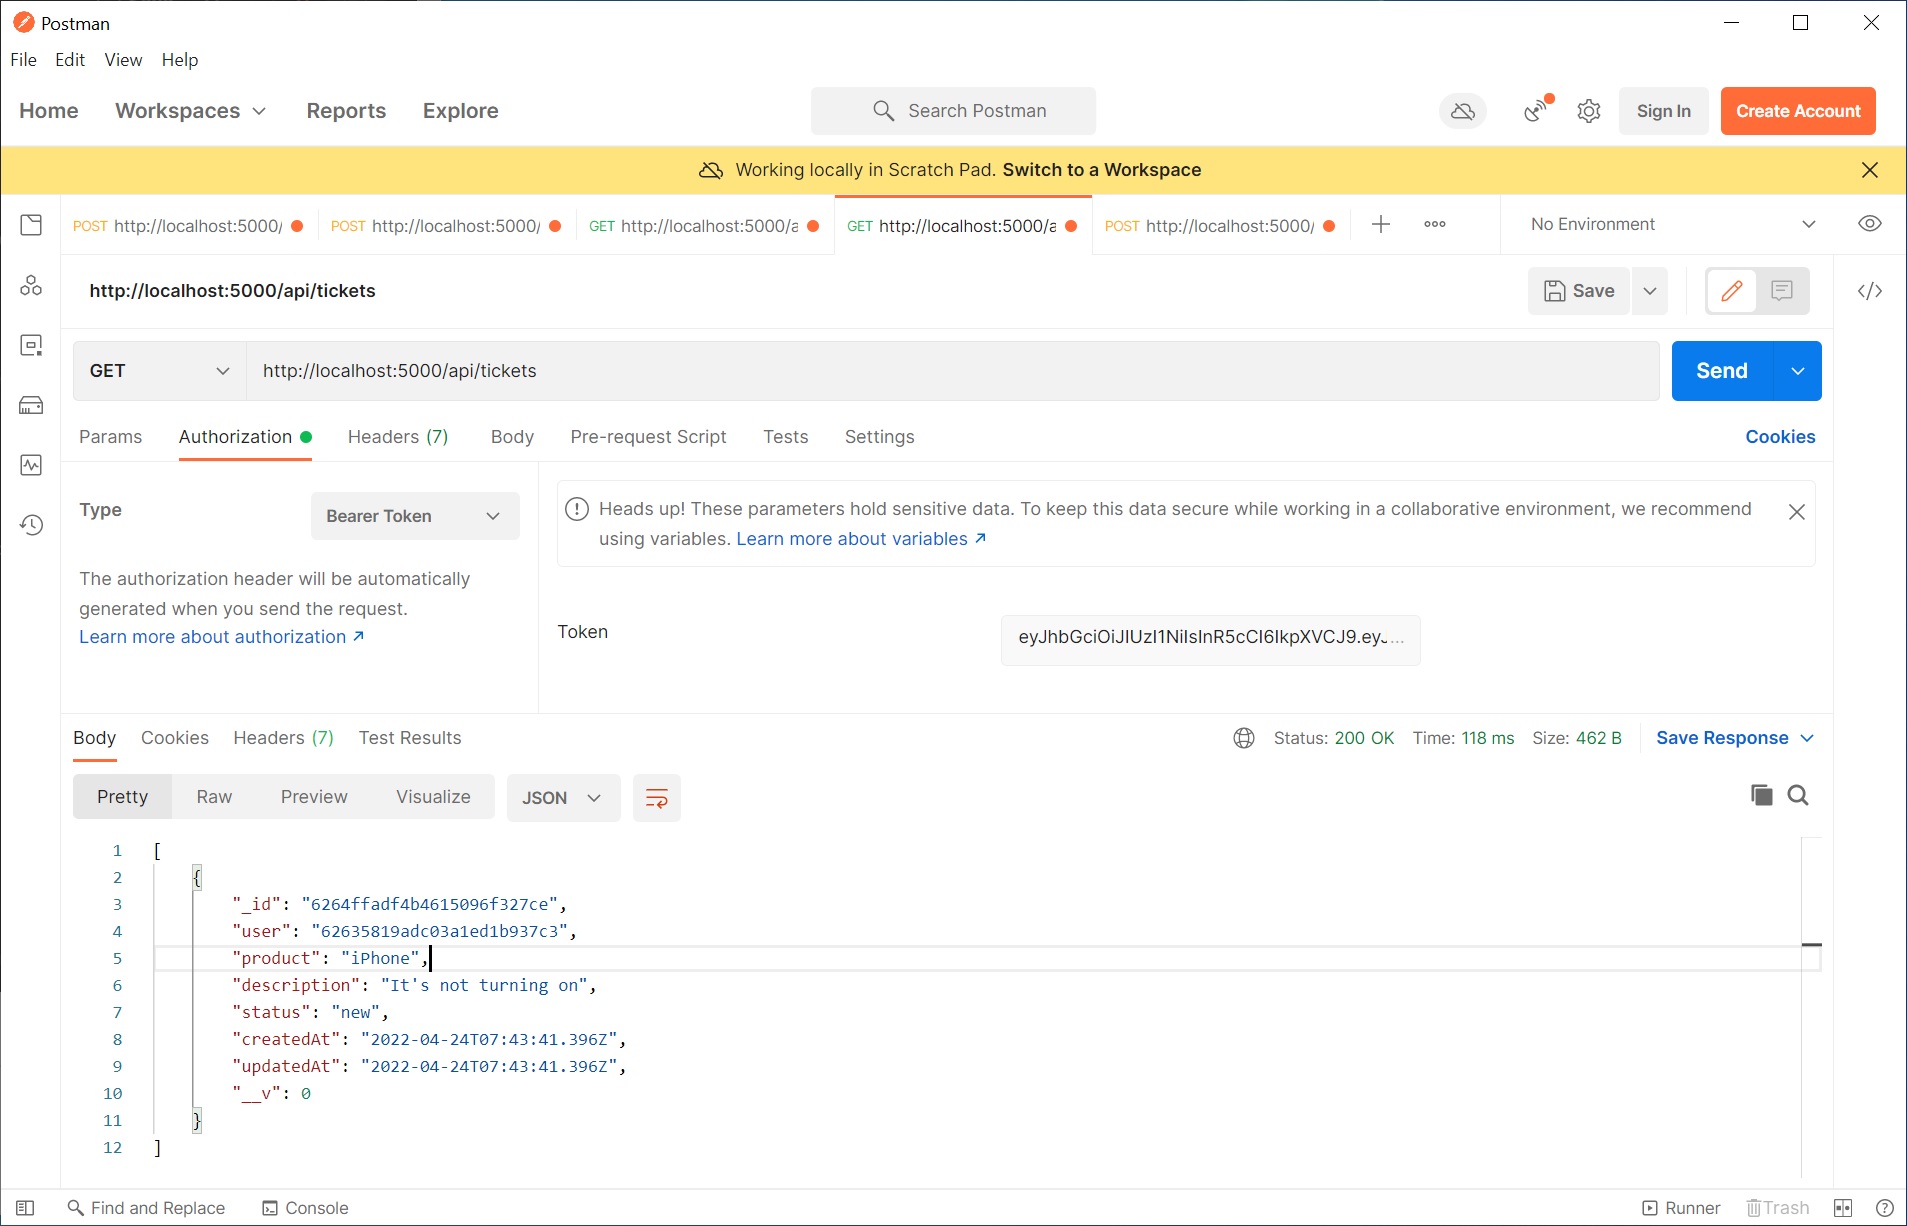 Postman
File Edit View Help
Home Workspaces Reports Explore Search Postman Sign In Create Account
Working locally in Scratch Pad. Switch to a Workspace
POST http://localhost:5000/ POST http://localhost:5000/ GET http://localhost:5000/a GET http://localhost:5000/a POST http://localhost:5000/ No Environment
http://localhost:5000/api/tickets Save
GET http://localhost:5000/api/tickets Send
Params Authorization Headers (7) Body Pre-request Script Tests Settings Cookies
Type Bearer Token
The authorization header will be automatically
generated when you send the request.
Learn more about authorization
Heads up! These parameters hold sensitive data. To keep this data secure while working in a collaborative environment, we recommend
using variables. Learn more about variables
Token eyJhbGciOiJIUzI1NiIsInR5cCI6IkpXVCJ9.eyJ...
Body Cookies Headers (7) Test Results Status: 200 OK Time: 118 ms Size: 462 B Save Response
Pretty Raw Preview Visualize JSON
1 [
2 {
3 "_id": "6264ffadf4b4615096f327ce",
4 "user": "62635819adc03a1ed1b937c3",
5 "product": "iPhone",
6 "description": "It's not turning on",
7 "status": "new",
8 "createdAt": "2022-04-24T07:43:41.396Z",
9 "updatedAt": "2022-04-24T07:43:41.396Z",
10 "__v": 0
11 }
12 ]
Find and Replace Console Runner Trash